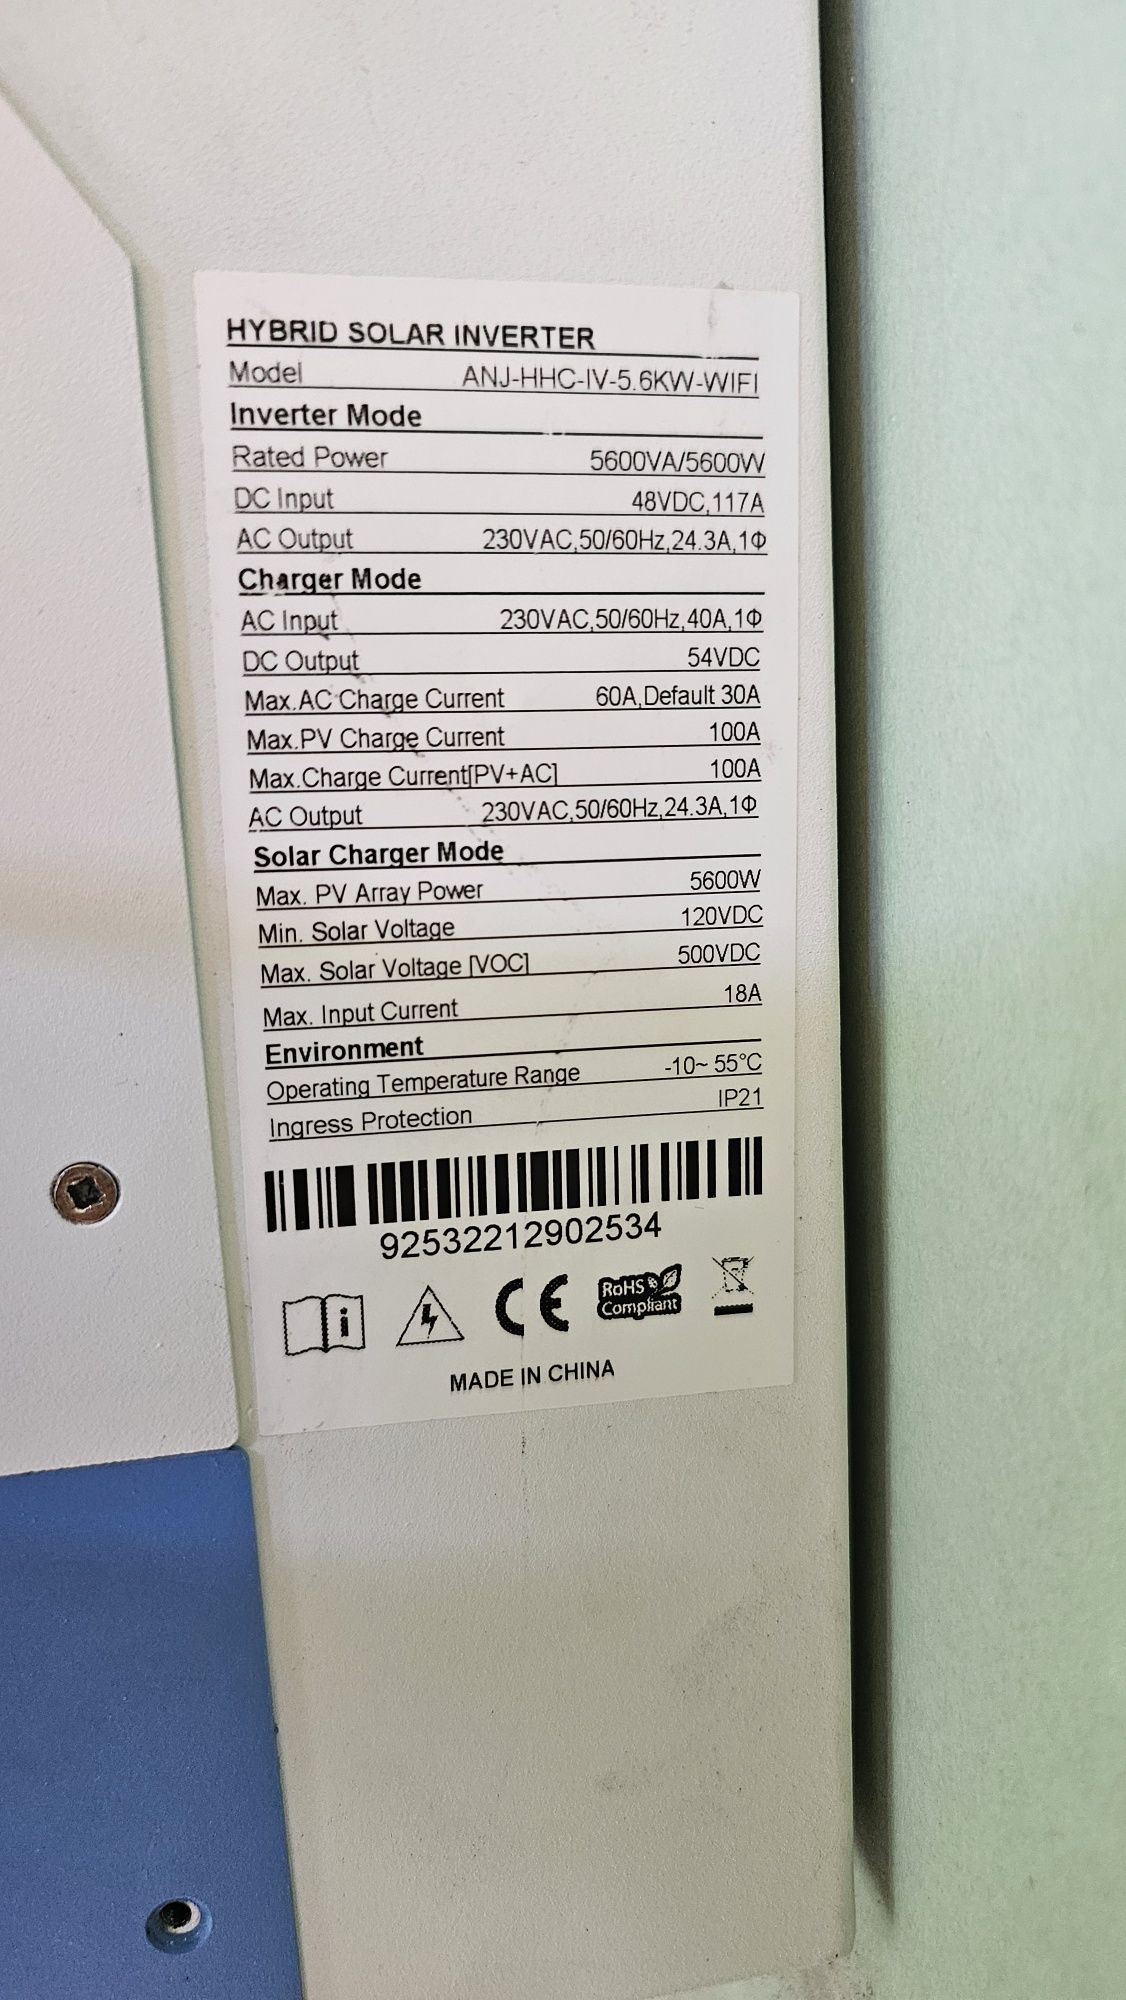 HYBRID SOLAR INVERTER
Model ANJ-HHC-IV-5.6KW-WIFI
Inverter Mode
Rated Power 5600VA/5600W
DC Input 48VDC,117A
AC Output 230VAC,50/60Hz,24.3A,1Φ
Charger Mode
AC Input 230VAC,50/60Hz,40A,1Φ
DC Output 54VDC
Max.AC Charge Current 60A,Default 30A
Max.PV Charge Current 100A
Max.Charge Current[PV+AC] 100A
AC Output 230VAC,50/60Hz,24.3A,1Φ
Solar Charger Mode
Max. PV Array Power 5600W
Min. Solar Voltage 120VDC
Max. Solar Voltage [VOC] 500VDC
Max. Input Current 18A
Environment
Operating Temperature Range -10~ 55°C
Ingress Protection IP21
92532212902534
i CE RoHS
Compliant
MADE IN CHINA